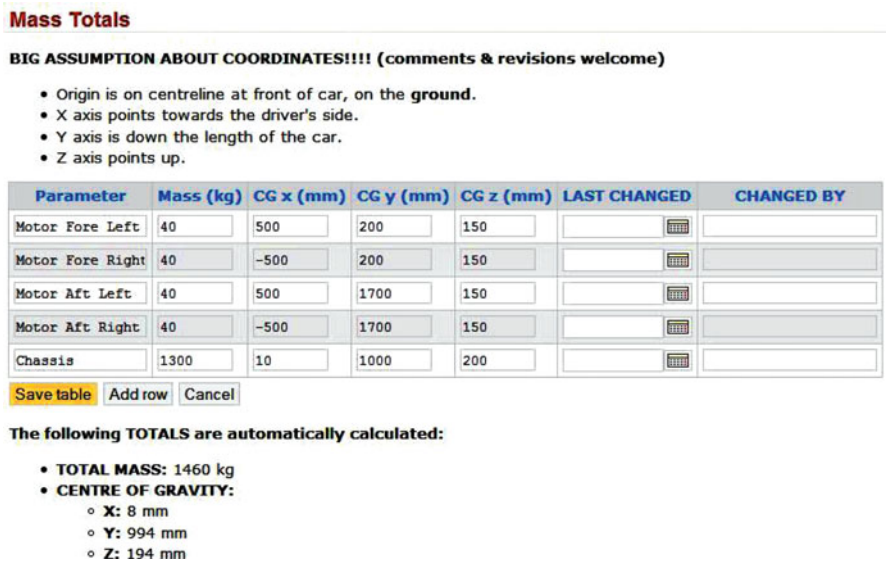 Mass Totals
BIG ASSUMPTION ABOUT COORDINATES!!!! (comments & revisions welcome)
• Origin is on centreline at front of car, on the ground.
• X axis points towards the driver's side.
• Y axis is down the length of the car.
• Z axis points up.
Parameter Mass (kg) CG x (mm) CG y (mm) CG z (mm) LAST CHANGED CHANGED BY
Motor Fore Left 40 500 200 150
Motor Fore Right 40 -500 200 150
Motor Aft Left 40 500 1700 150
Motor Aft Right 40 -500 1700 150
Chassis 1300 10 1000 200
Save table Add row Cancel
The following TOTALS are automatically calculated:
• TOTAL MASS: 1460 kg
• CENTRE OF GRAVITY:
◦ X: 8 mm
◦ Y: 994 mm
◦ Z: 194 mm